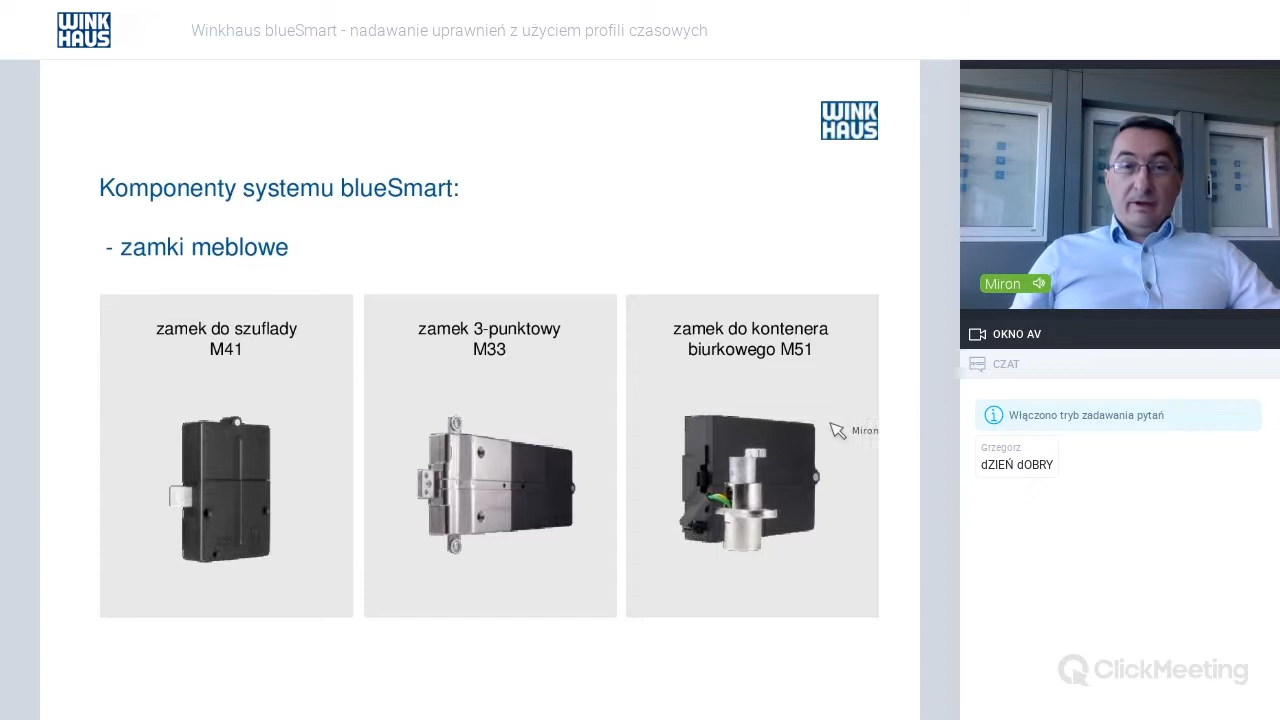 WINK
HAUS
Winkhaus blueSmart - nadawanie uprawnień z użyciem profili czasowych
WINK
HAUS
Komponenty systemu blueSmart:
- zamki meblowe
zamek do szuflady
M41
zamek 3-punktowy
M33
zamek do kontenera
biurkowego M51
Miron
Miron
OKNO AV
CZAT
Włączono tryb zadawania pytań
Grzegorz
dZIEŃ dOBRY
ClickMeeting